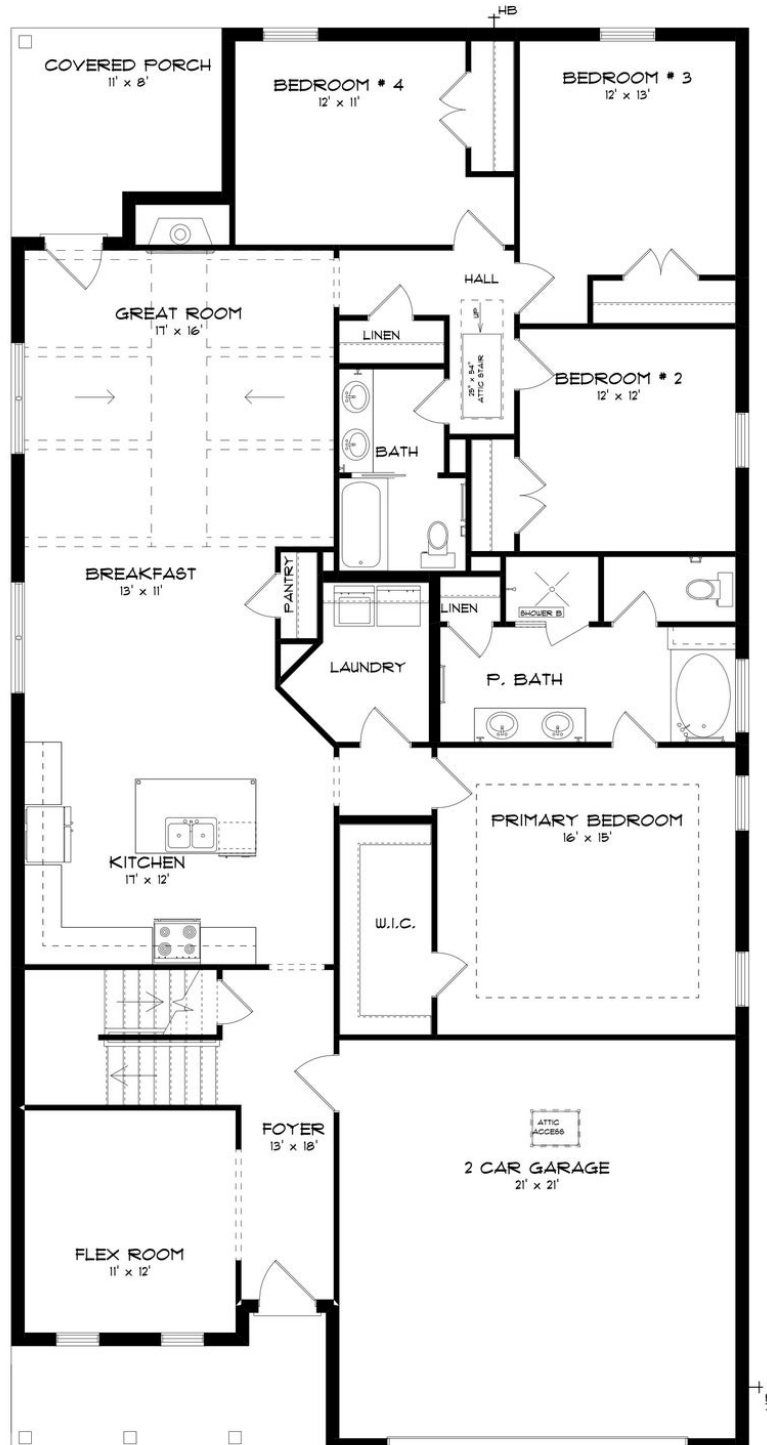 HB
COVERED PORCH
11' x 8'
BEDROOM # 4
12' x 11'
BEDROOM # 3
12' x 13'
HALL
GREAT ROOM
17' x 16'
UP
LINEN
25" x 54"
ATTIC STAIR
BEDROOM # 2
12' x 12'
BATH
BREAKFAST
13' x 11'
PANTRY
LINEN
SHOWER B
LAUNDRY
P. BATH
PRIMARY BEDROOM
16' x 15'
KITCHEN
17' x 12'
W.I.C.
FOYER
13' x 18'
ATTIC
ACCESS
2 CAR GARAGE
21' x 21'
FLEX ROOM
11' x 12'